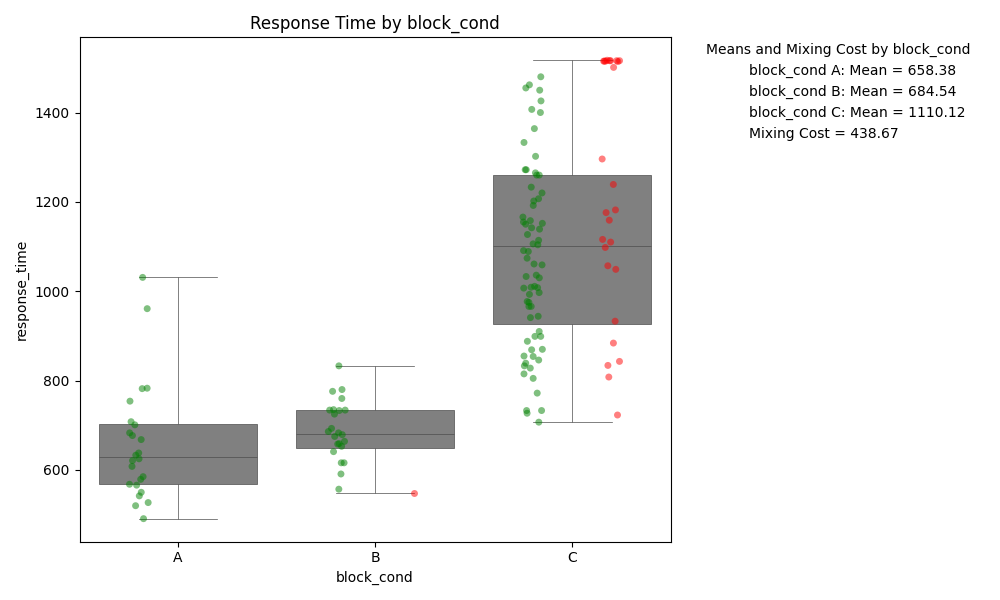 Response Time by block_cond
Means and Mixing Cost by block_cond
block_cond A: Mean = 658.38
block_cond B: Mean = 684.54
block_cond C: Mean = 1110.12
Mixing Cost = 438.67
response_time
1400
1200
1000
800
600
A B C
block_cond